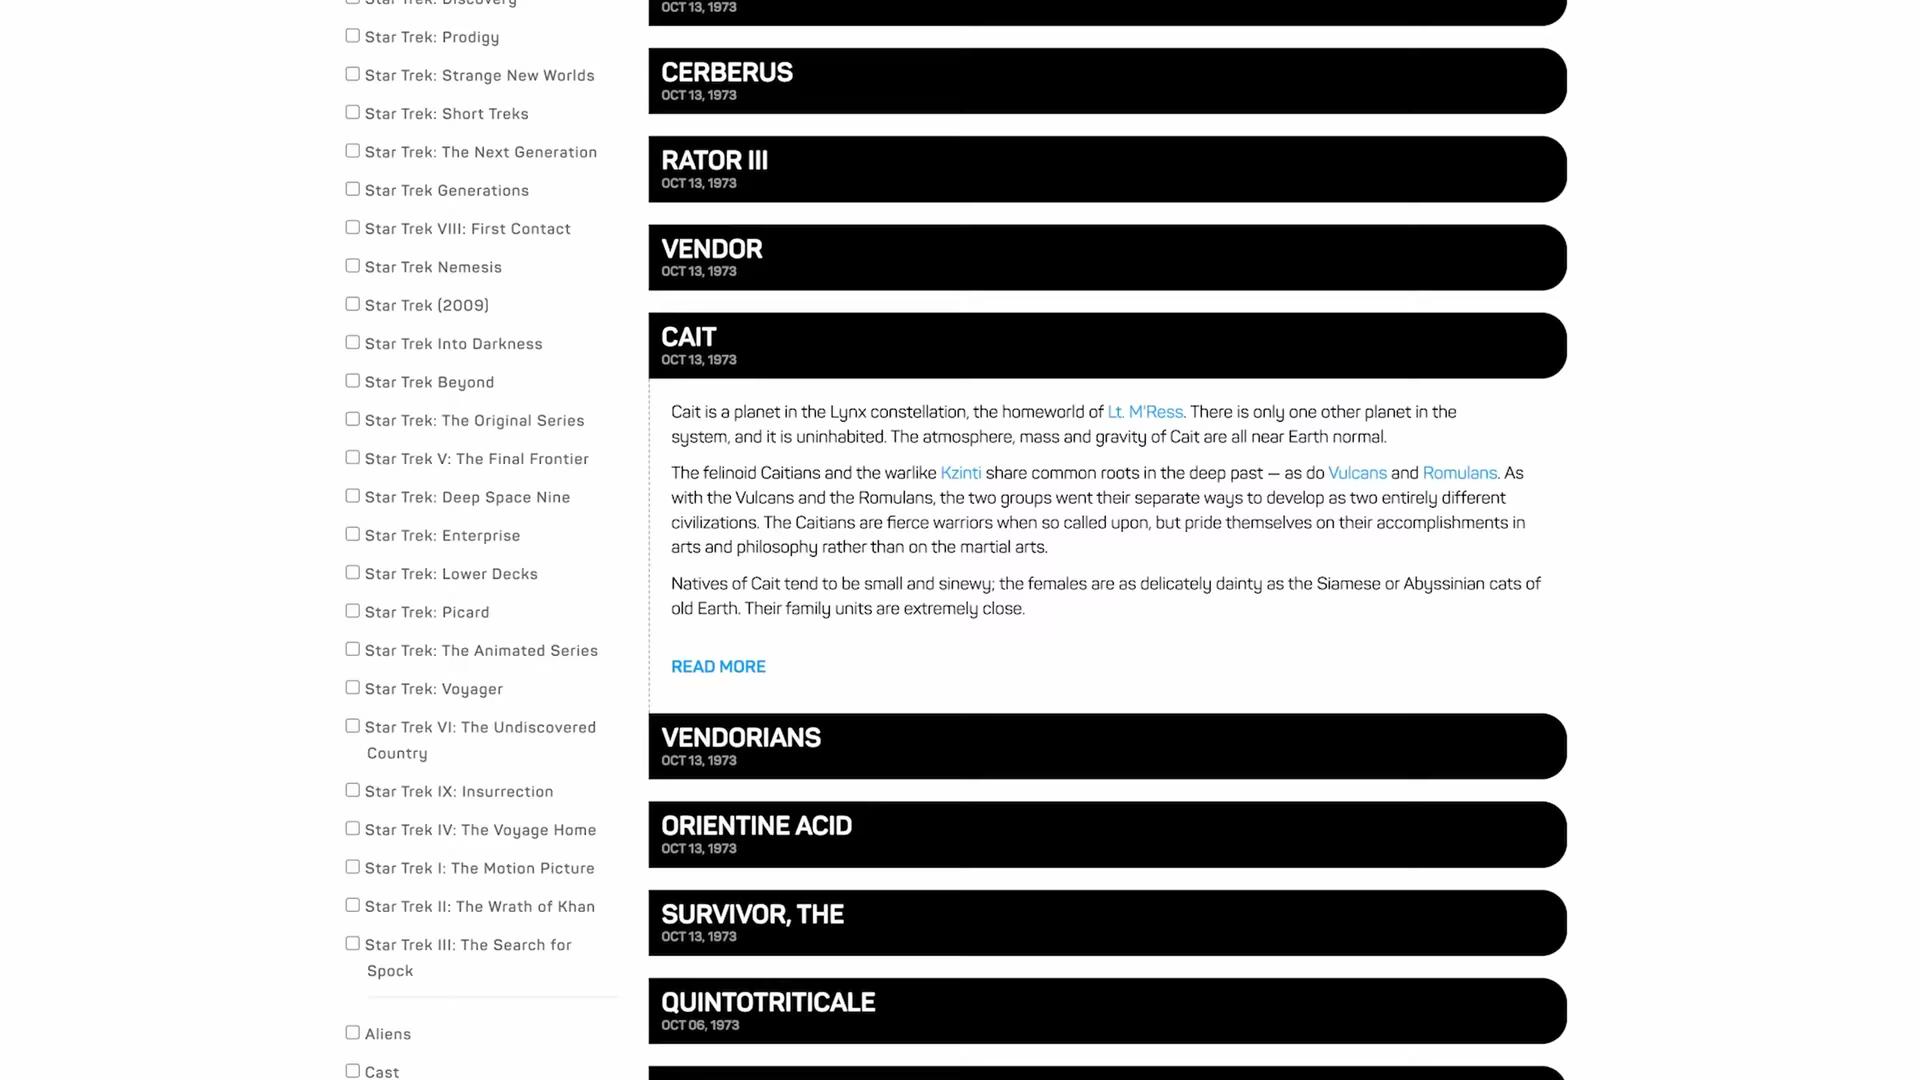 Star Trek: Discovery
Star Trek: Prodigy
Star Trek: Strange New Worlds
Star Trek: Short Treks
Star Trek: The Next Generation
Star Trek Generations
Star Trek VIII: First Contact
Star Trek Nemesis
Star Trek (2009)
Star Trek Into Darkness
Star Trek Beyond
Star Trek: The Original Series
Star Trek V: The Final Frontier
Star Trek: Deep Space Nine
Star Trek: Enterprise
Star Trek: Lower Decks
Star Trek: Picard
Star Trek: The Animated Series
Star Trek: Voyager
Star Trek VI: The Undiscovered
Country
Star Trek IX: Insurrection
Star Trek IV: The Voyage Home
Star Trek I: The Motion Picture
Star Trek II: The Wrath of Khan
Star Trek III: The Search for
Spock
Aliens
Cast
OCT 13, 1973
CERBERUS
OCT 13, 1973
RATOR III
OCT 13, 1973
VENDOR
OCT 13, 1973
CAIT
OCT 13, 1973
Cait is a planet in the Lynx constellation, the homeworld of Lt. M'Ress. There is only one other planet in the
system, and it is uninhabited. The atmosphere, mass and gravity of Cait are all near Earth normal.
The felinoid Caitians and the warlike Kzinti share common roots in the deep past — as do Vulcans and Romulans. As
with the Vulcans and the Romulans, the two groups went their separate ways to develop as two entirely different
civilizations. The Caitians are fierce warriors when so called upon, but pride themselves on their accomplishments in
arts and philosophy rather than on the martial arts.
Natives of Cait tend to be small and sinewy; the females are as delicately dainty as the Siamese or Abyssinian cats of
old Earth. Their family units are extremely close.
READ MORE
VENDORIANS
OCT 13, 1973
ORIENTINE ACID
OCT 13, 1973
SURVIVOR, THE
OCT 13, 1973
QUINTOTRITICALE
OCT 06, 1973